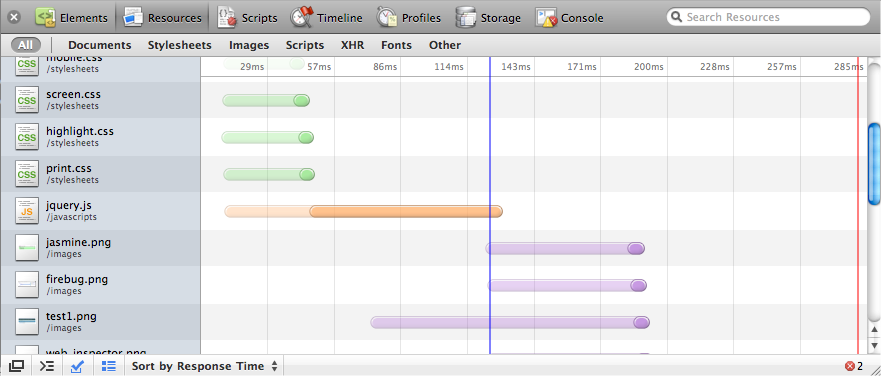 Elements Resources Scripts Timeline Profiles Storage Console Search Resources
All Documents Stylesheets Images Scripts XHR Fonts Other
29ms 57ms 86ms 114ms 143ms 171ms 200ms 228ms 257ms 285ms
CSS mobile.css
/stylesheets
CSS screen.css
/stylesheets
CSS highlight.css
/stylesheets
CSS print.css
/stylesheets
JS jquery.js
/javascripts
jasmine.png
/images
firebug.png
/images
test1.png
/images
web_inspector.png
Sort by Response Time 2